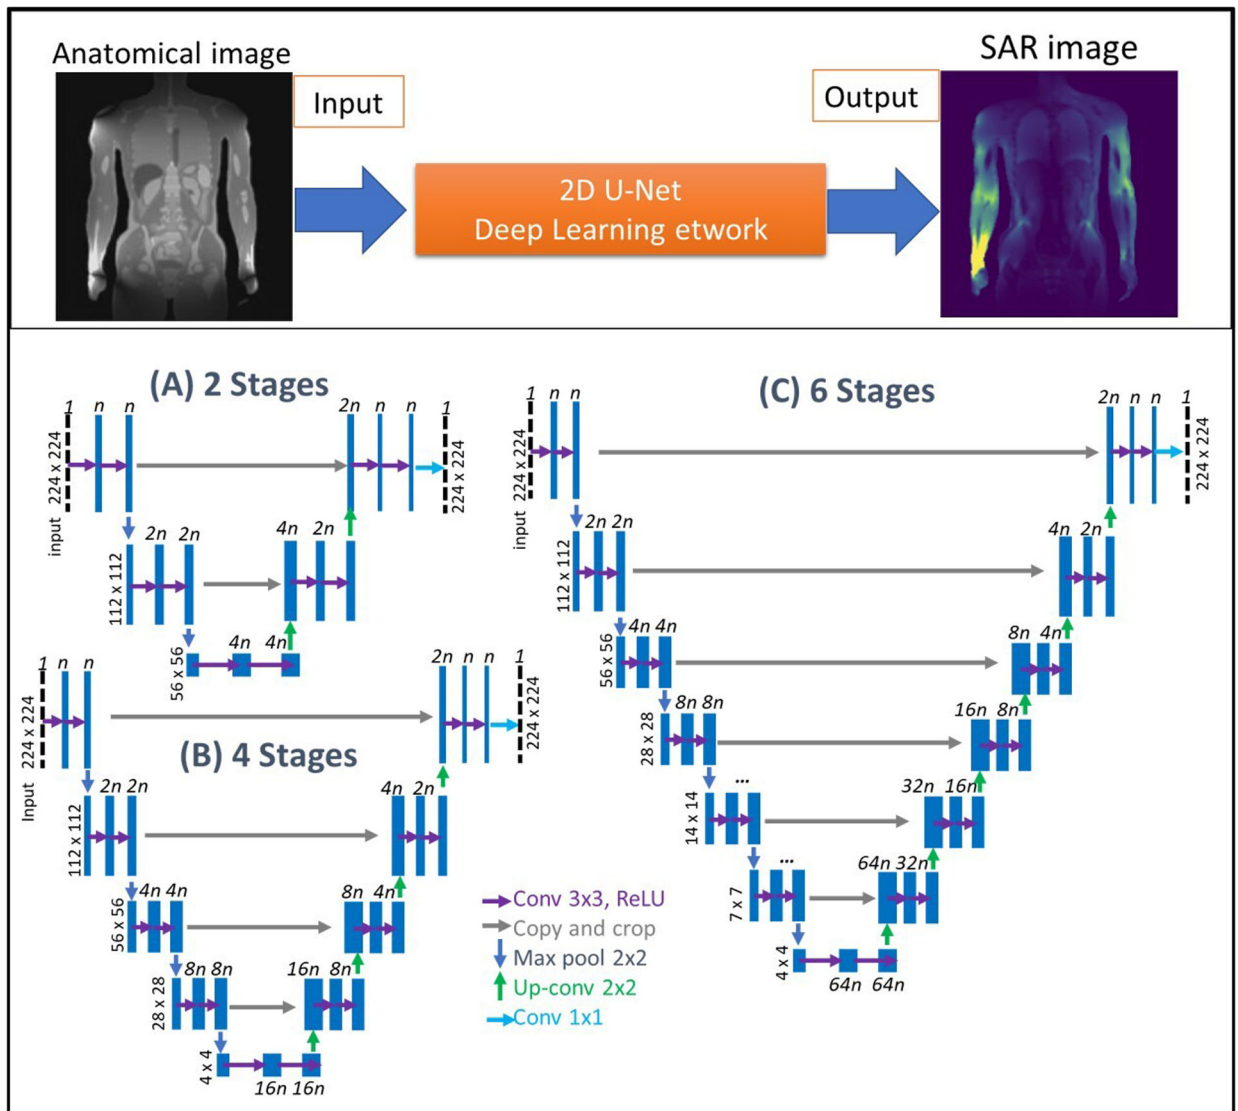 Anatomical image
SAR image
Input
Output
2D U-Net
Deep Learning etwork
(A) 2 Stages
1 n n
2n n n 1
224 x 224
224 x 224
input
2n 2n
4n 2n
112 x 112
4n 4n
56 x 56
(B) 4 Stages
1 n n
2n n n 1
224 x 224
224 x 224
Input
2n 2n
4n 2n
112 x 112
4n 4n
8n 4n
56 x 56
8n 8n
16n 8n
28 x 28
4 x 4
16n 16n
(C) 6 Stages
1 n n
2n n n 1
224 x 224
224 x 224
input
2n 2n
4n 2n
112 x 112
4n 4n
8n 4n
56 x 56
8n 8n
16n 8n
28 x 28
...
32n 16n
14 x 14
...
64n 32n
7 x 7
4 x 4
64n 64n
Conv 3x3, ReLU
Copy and crop
Max pool 2x2
Up-conv 2x2
Conv 1x1